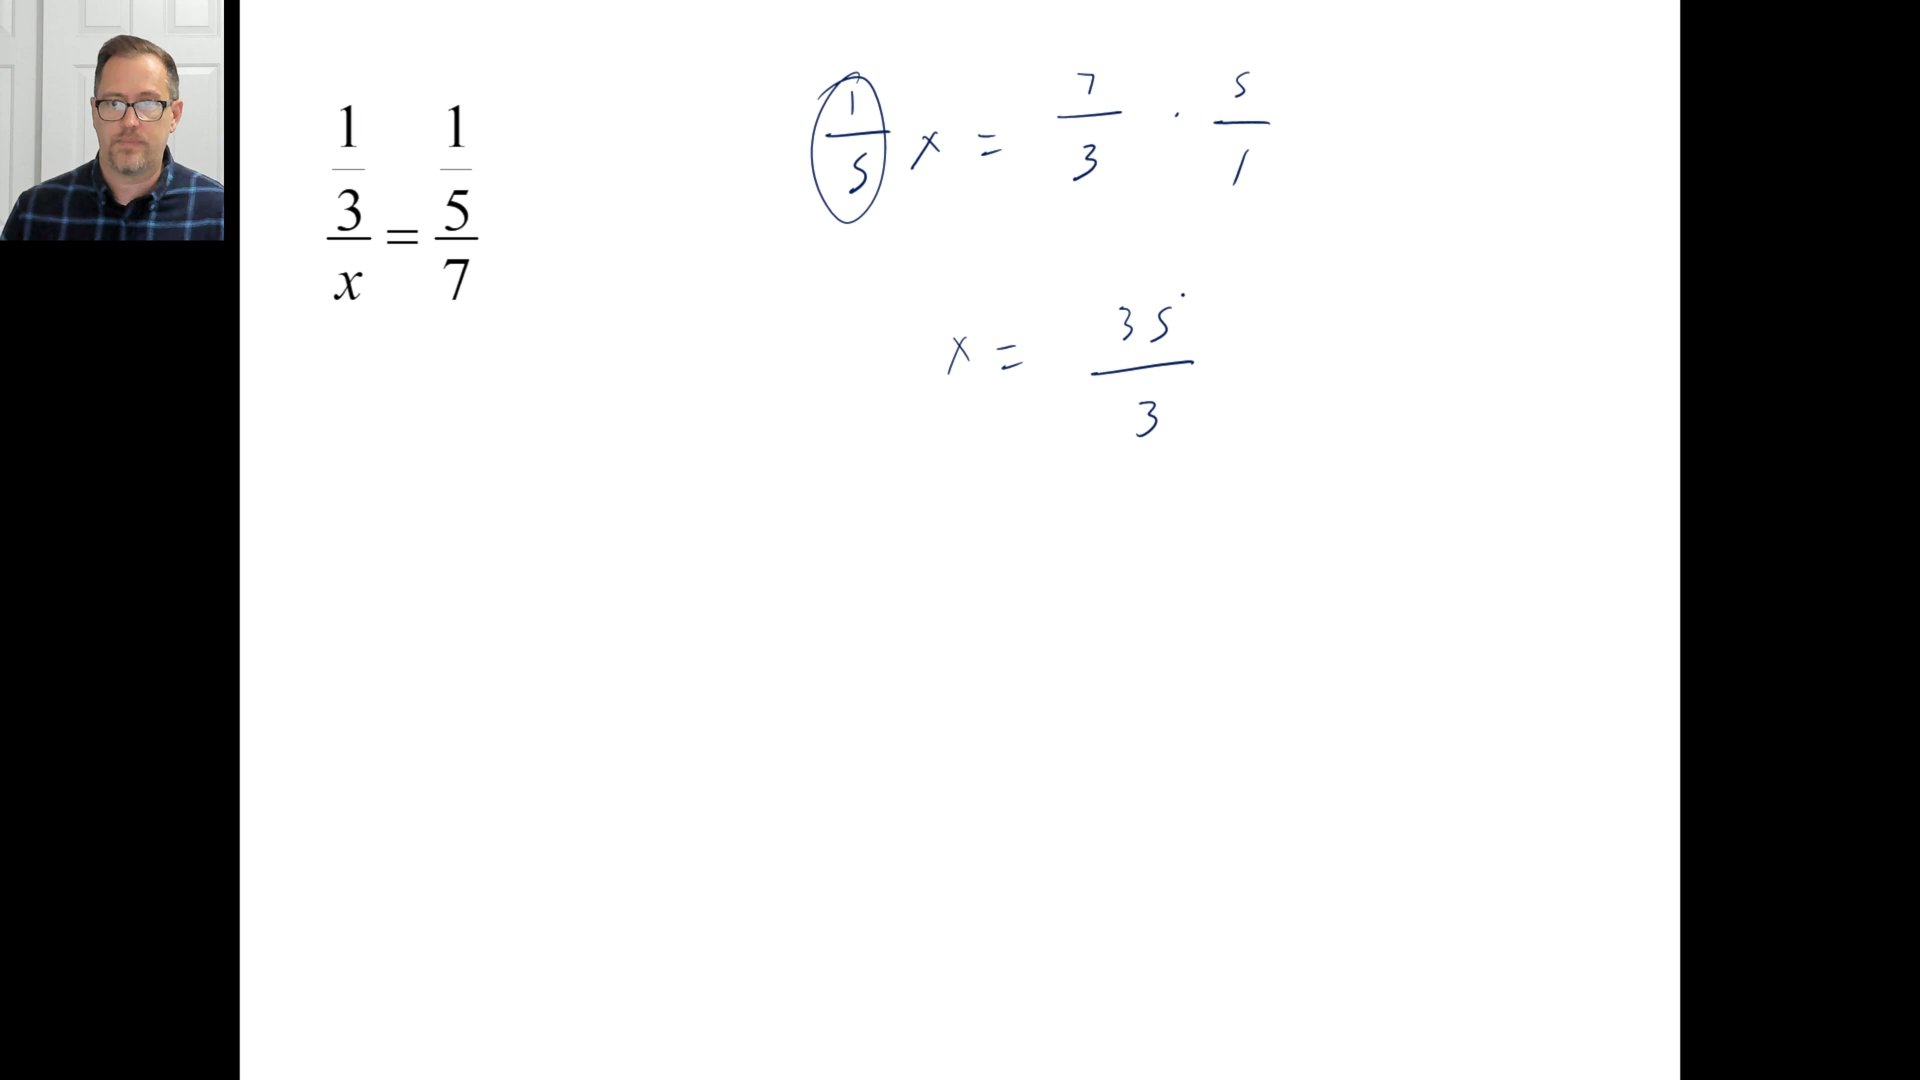 1/3/x = 1/5/7
1/5 x = 7/3 · 5/1
x = 35/3